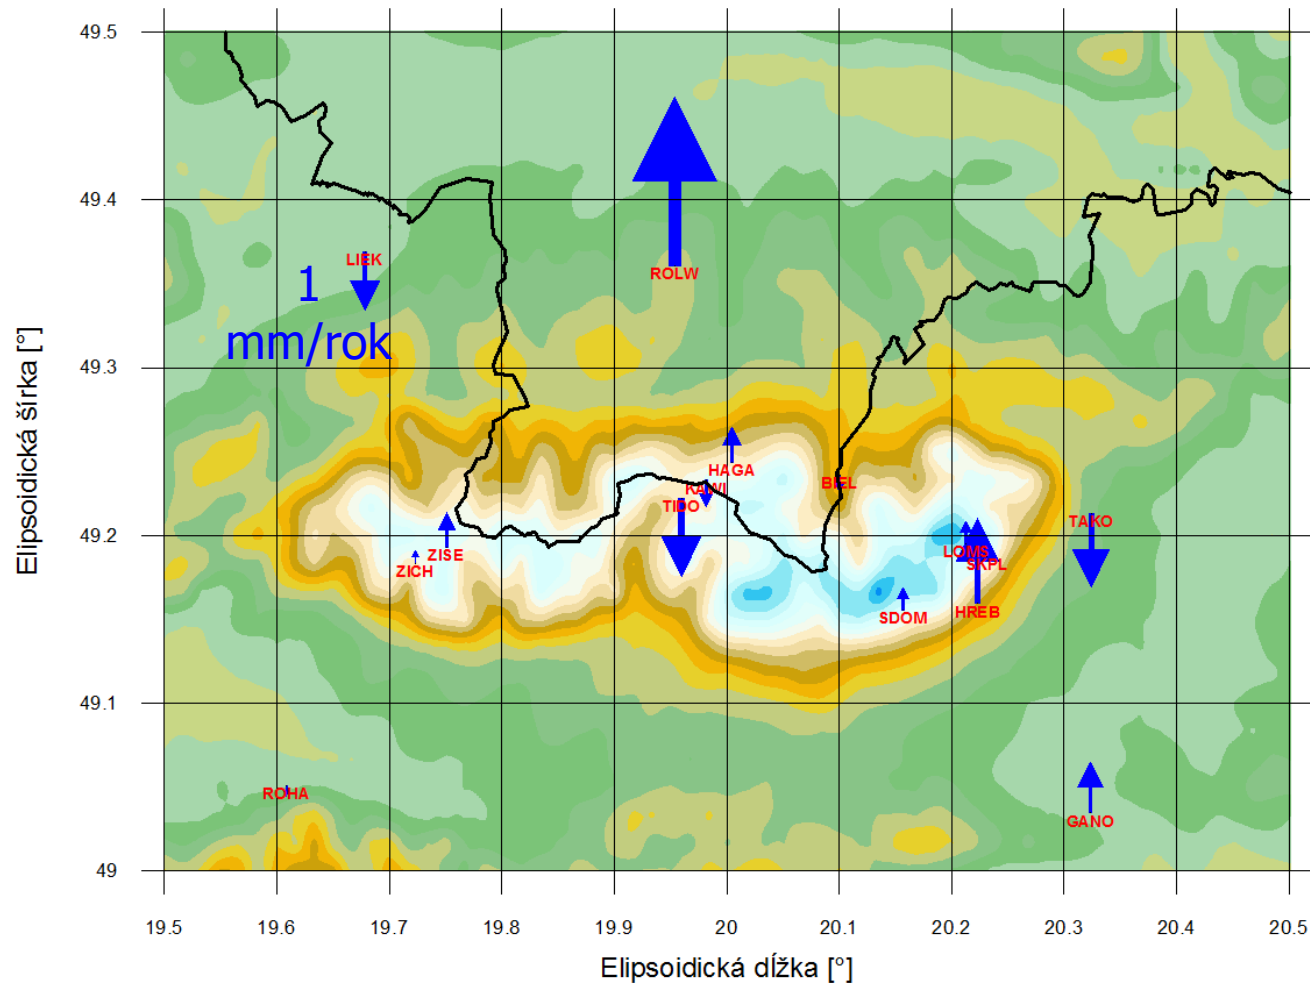 49.5
49.4
LIEK
1
mm/rok
ROLW
49.3
HAGA
KAWI
BIEL
TIDO
TAKO
49.2
ZISE
LOMS
ZICH
SKPL
SDOM
HREB
49.1
ROHA
GANO
49
19.5 19.6 19.7 19.8 19.9 20 20.1 20.2 20.3 20.4 20.5
Elipsoidická dĺžka [°]
Elipsoidická šírka [°]